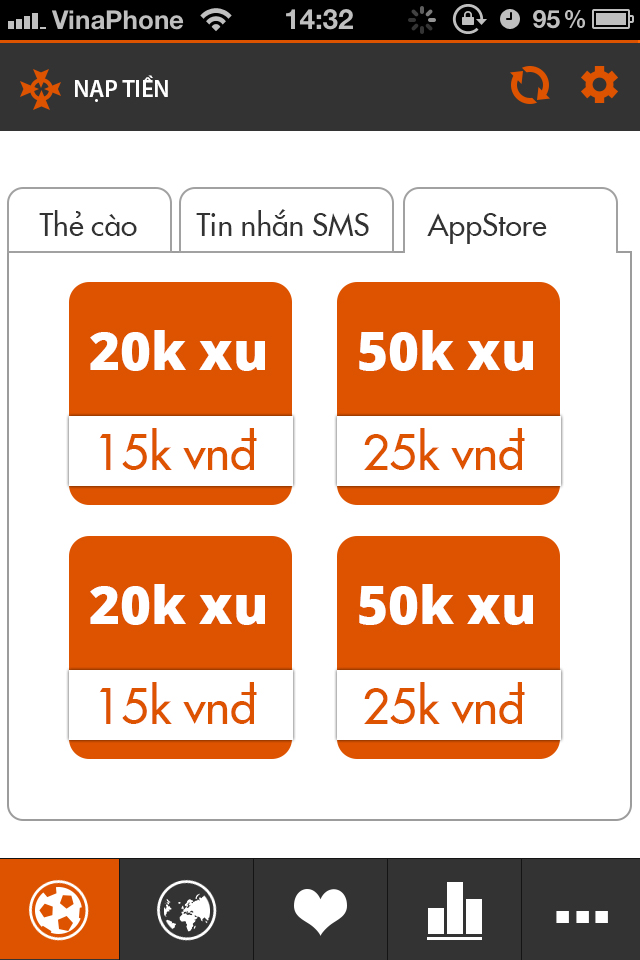 VinaPhone 14:32 95 %
NẠP TIỀN
Thẻ cào Tin nhắn SMS AppStore
20k xu 50k xu
15k vnđ 25k vnđ
20k xu 50k xu
15k vnđ 25k vnđ